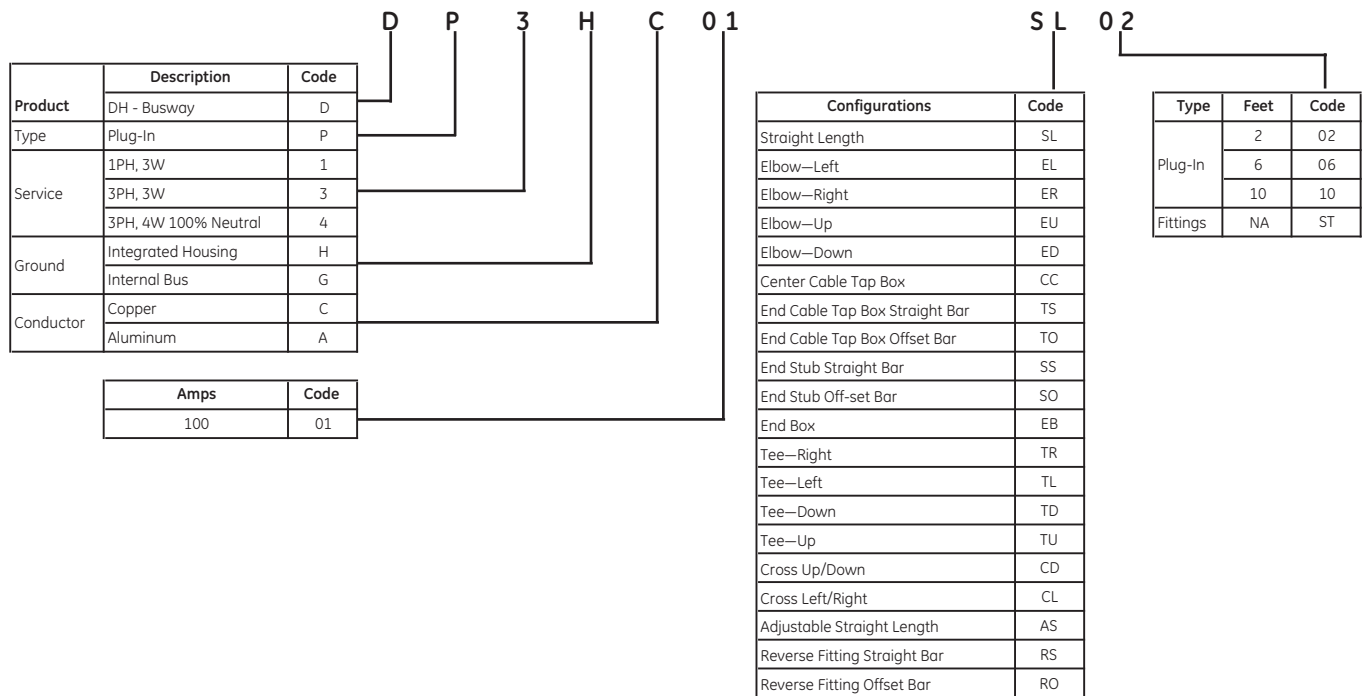 D P 3 H C 0 1 S L 0 2
Description Code
Product DH - Busway D
Type Plug-In P
Service
1PH, 3W 1
3PH, 3W 3
3PH, 4W 100% Neutral 4
Ground
Integrated Housing H
Internal Bus G
Conductor
Copper C
Aluminum A
Amps Code
100 01
Configurations Code
Straight Length SL
Elbow—Left EL
Elbow—Right ER
Elbow—Up EU
Elbow—Down ED
Center Cable Tap Box CC
End Cable Tap Box Straight Bar TS
End Cable Tap Box Offset Bar TO
End Stub Straight Bar SS
End Stub Off-set Bar SO
End Box EB
Tee—Right TR
Tee—Left TL
Tee—Down TD
Tee—Up TU
Cross Up/Down CD
Cross Left/Right CL
Adjustable Straight Length AS
Reverse Fitting Straight Bar RS
Reverse Fitting Offset Bar RO
Type Feet Code
Plug-In
2 02
6 06
10 10
Fittings NA ST